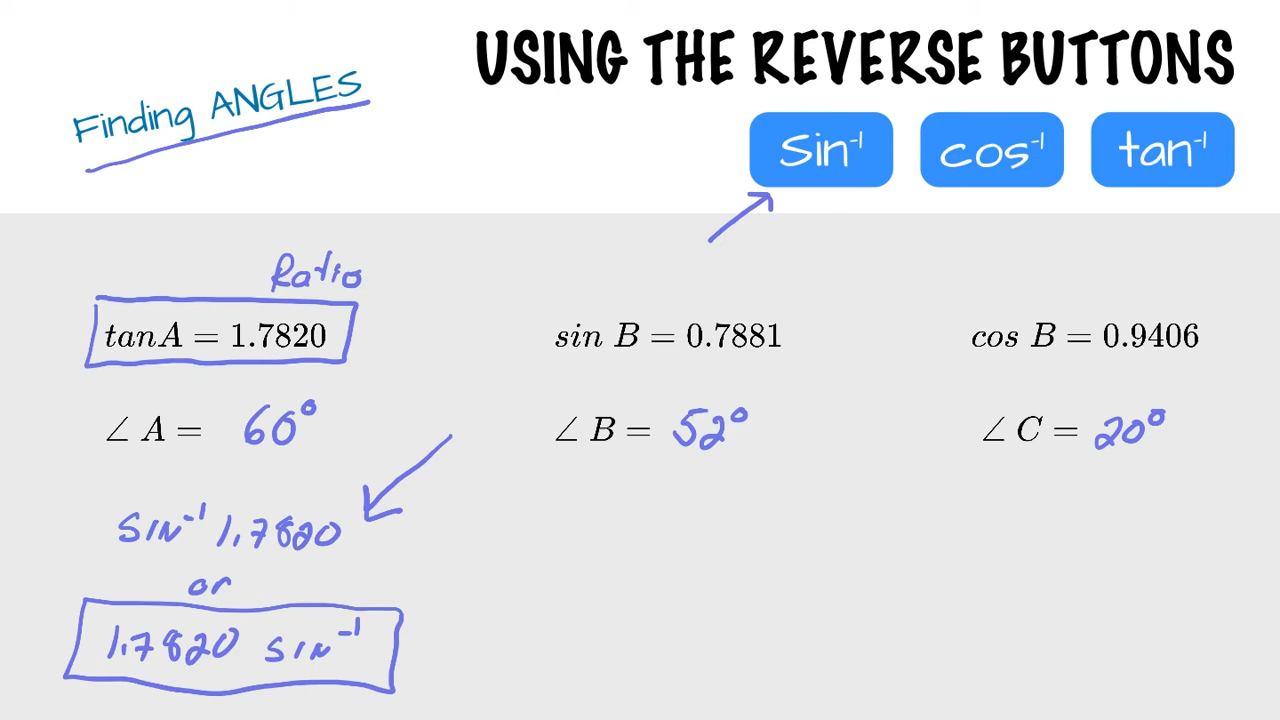 USING THE REVERSE BUTTONS
Finding ANGLES
Sin⁻¹ cos⁻¹ tan⁻¹
Ratio
tanA = 1.7820
∠ A = 60°
sin⁻¹ 1.7820
or
1.7820 sin⁻¹
sin B = 0.7881
∠ B = 52°
cos B = 0.9406
∠ C = 20°